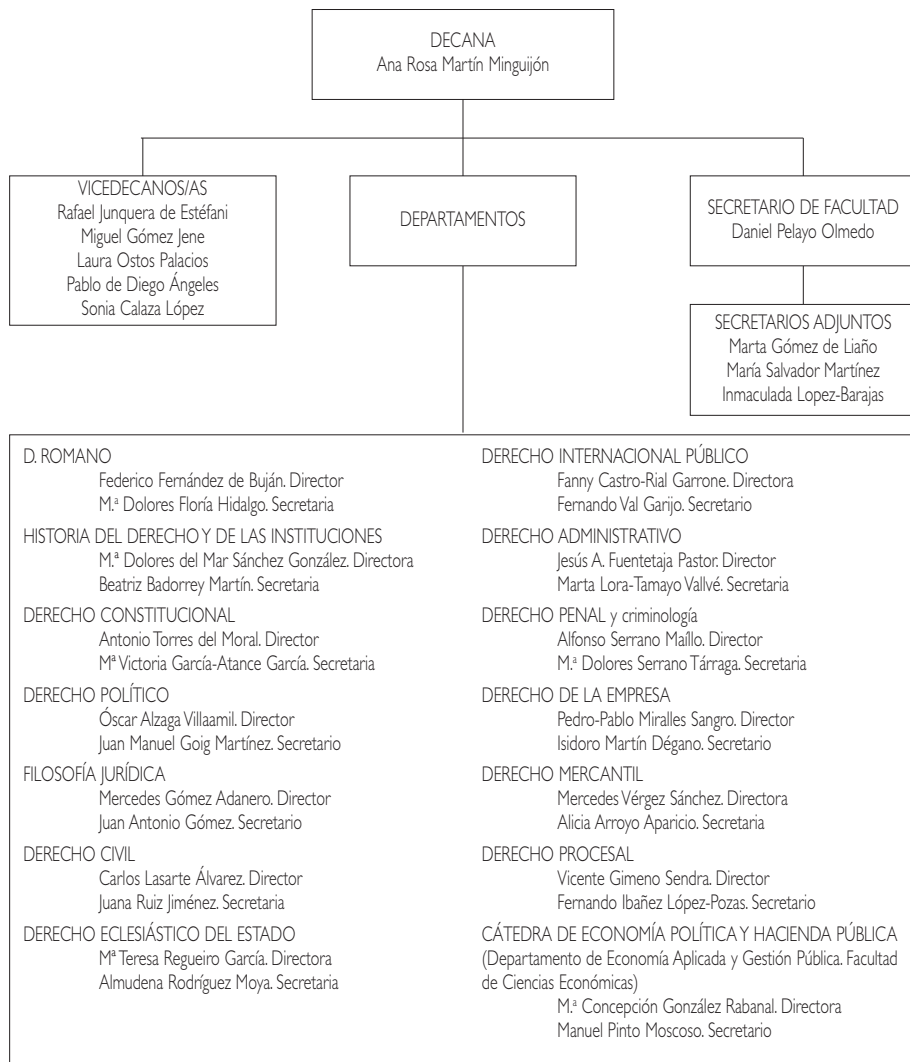 DECANA
Ana Rosa Martín Minguijón
VICEDECANOS/AS
Rafael Junquera de Estéfani
Miguel Gómez Jene
Laura Ostos Palacios
Pablo de Diego Ángeles
Sonia Calaza López
DEPARTAMENTOS
SECRETARIO DE FACULTAD
Daniel Pelayo Olmedo
SECRETARIOS ADJUNTOS
Marta Gómez de Liaño
María Salvador Martínez
Inmaculada Lopez-Barajas
D. ROMANO
Federico Fernández de Buján. Director
M.ª Dolores Floría Hidalgo. Secretaria
HISTORIA DEL DERECHO Y DE LAS INSTITUCIONES
M.ª Dolores del Mar Sánchez González. Directora
Beatriz Badorrey Martín. Secretaria
DERECHO CONSTITUCIONAL
Antonio Torres del Moral. Director
Mª Victoria García-Atance García. Secretaria
DERECHO POLÍTICO
Óscar Alzaga Villaamil. Director
Juan Manuel Goig Martínez. Secretario
FILOSOFÍA JURÍDICA
Mercedes Gómez Adanero. Director
Juan Antonio Gómez. Secretario
DERECHO CIVIL
Carlos Lasarte Álvarez. Director
Juana Ruiz Jiménez. Secretaria
DERECHO ECLESIÁSTICO DEL ESTADO
Mª Teresa Regueiro García. Directora
Almudena Rodríguez Moya. Secretaria
DERECHO INTERNACIONAL PÚBLICO
Fanny Castro-Rial Garrone. Directora
Fernando Val Garijo. Secretario
DERECHO ADMINISTRATIVO
Jesús A. Fuentetaja Pastor. Director
Marta Lora-Tamayo Vallvé. Secretaria
DERECHO PENAL y criminología
Alfonso Serrano Maíllo. Director
M.ª Dolores Serrano Tárraga. Secretaria
DERECHO DE LA EMPRESA
Pedro-Pablo Miralles Sangro. Director
Isidoro Martín Dégano. Secretario
DERECHO MERCANTIL
Mercedes Vérgez Sánchez. Directora
Alicia Arroyo Aparicio. Secretaria
DERECHO PROCESAL
Vicente Gimeno Sendra. Director
Fernando Ibañez López-Pozas. Secretario
CÁTEDRA DE ECONOMÍA POLÍTICA Y HACIENDA PÚBLICA
(Departamento de Economía Aplicada y Gestión Pública. Facultad
de Ciencias Económicas)
M.ª Concepción González Rabanal. Directora
Manuel Pinto Moscoso. Secretario